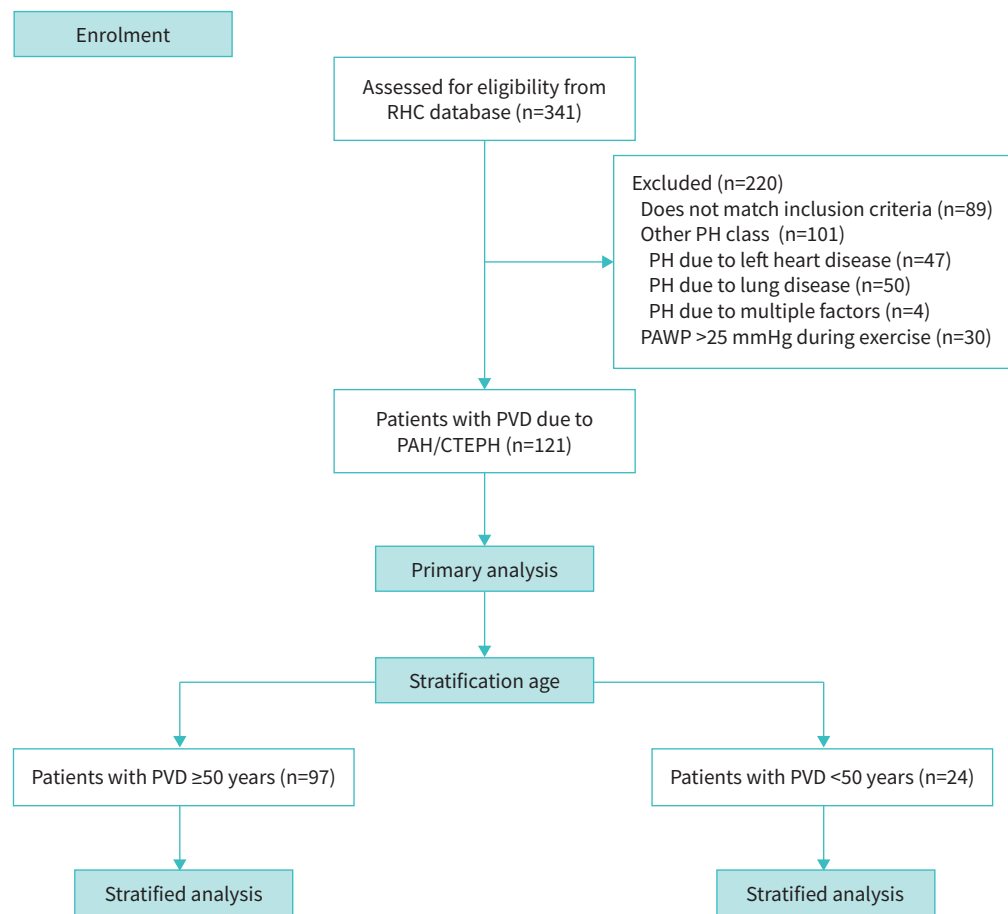 Enrolment
Assessed for eligibility from
RHC database (n=341)
Excluded (n=220)
Does not match inclusion criteria (n=89)
Other PH class (n=101)
PH due to left heart disease (n=47)
PH due to lung disease (n=50)
PH due to multiple factors (n=4)
PAWP >25 mmHg during exercise (n=30)
Patients with PVD due to
PAH/CTEPH (n=121)
Primary analysis
Stratification age
Patients with PVD ≥50 years (n=97)
Patients with PVD <50 years (n=24)
Stratified analysis
Stratified analysis